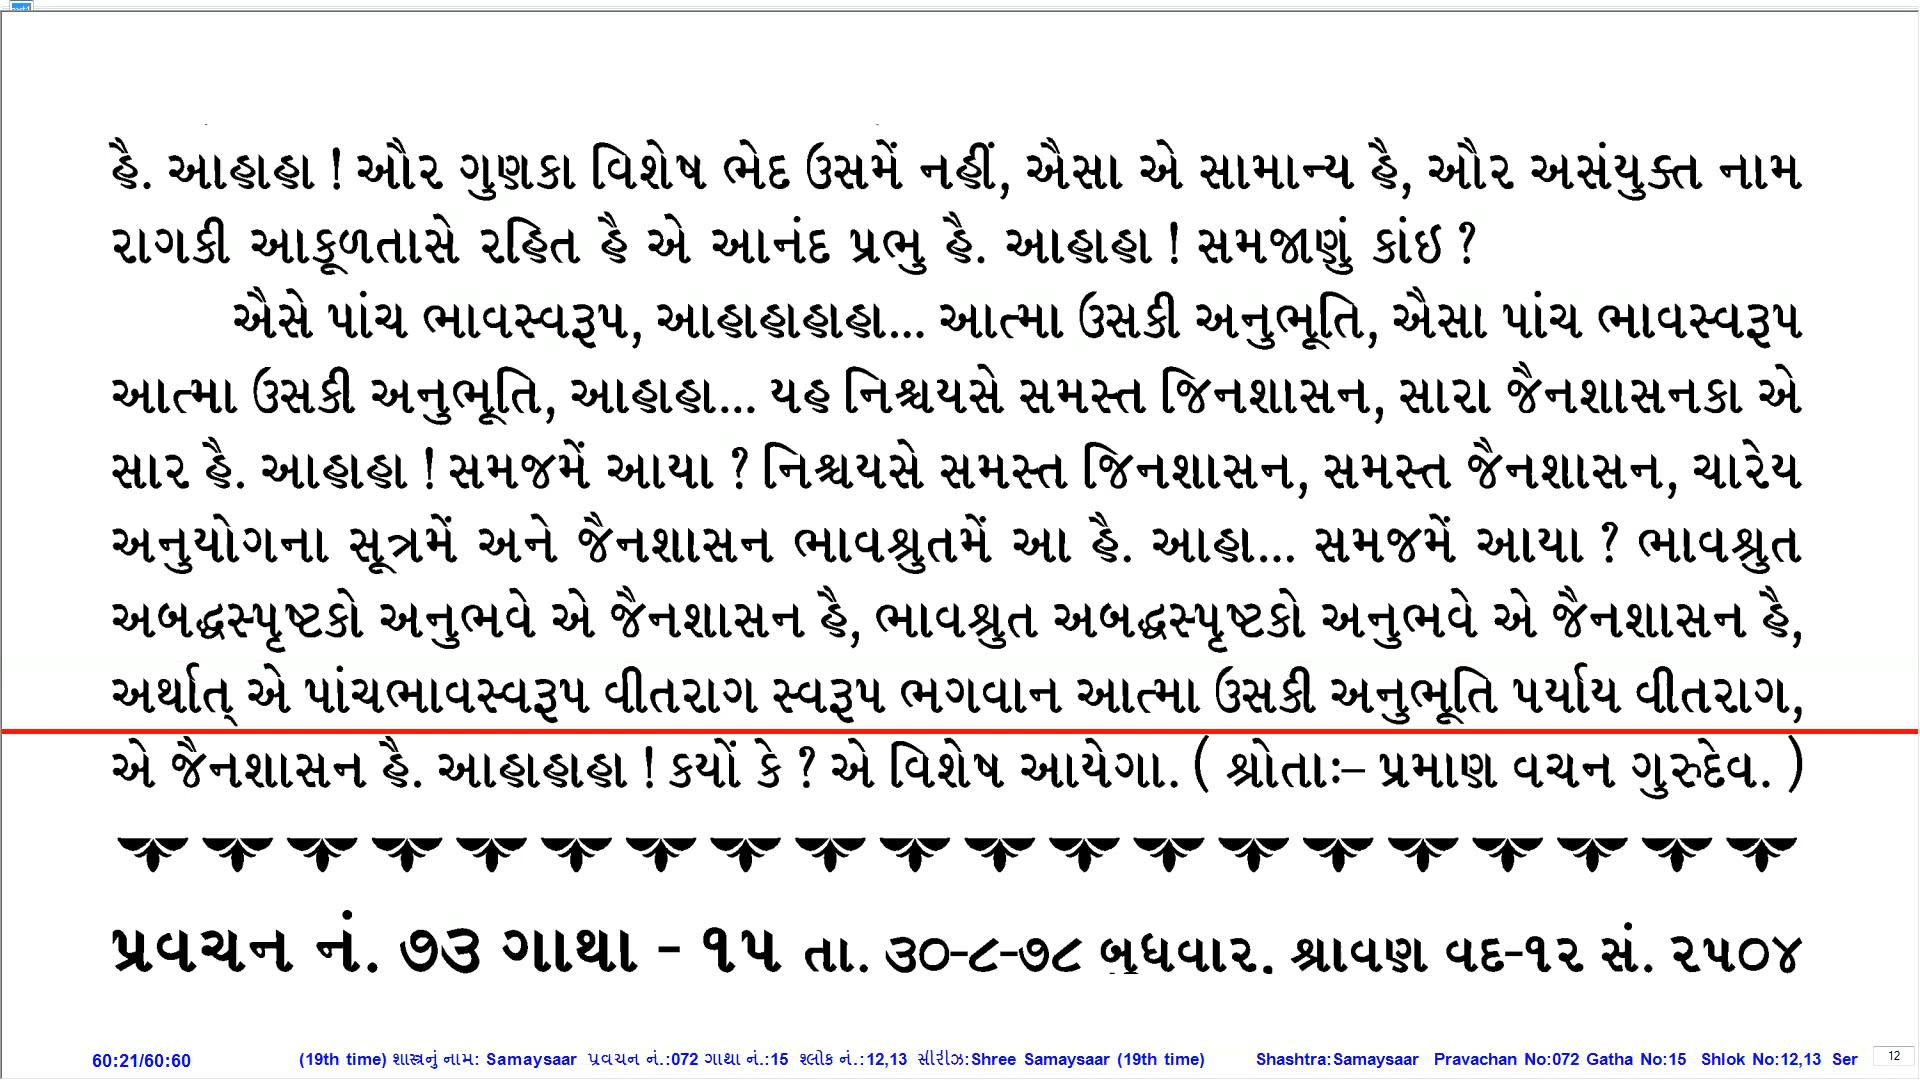 હૈ. આહાહા ! ઔર ગુણકા વિશેષ ભેદ ઉસમેં નહીં, ઐસા એ સામાન્ય હૈ, ઔર અસંયુક્ત નામ
રાગકી આકૂળતાસે રહિત હૈ એ આનંદ પ્રભુ હૈ. આહાહા ! સમજાણું કાંઈ ?
ઐસે પાંચ ભાવસ્વરૂપ, આહાહાહાહા... આત્મા ઉસકી અનુભૂતિ, ઐસા પાંચ ભાવસ્વરૂપ
આત્મા ઉસકી અનુભૂતિ, આહાહા... યહ નિશ્ચયસે સમસ્ત જિનશાસન, સારા જૈનશાસનકા એ
સાર હૈ. આહાહા ! સમજમેં આયા ? નિશ્ચયસે સમસ્ત જિનશાસન, સમસ્ત જૈનશાસન, ચારેય
અનુયોગના સૂત્રમેં અને જૈનશાસન ભાવશ્રુતમેં આ હૈ. આહા... સમજમેં આયા ? ભાવશ્રુત
અબદ્ધસ્પૃષ્ટકો અનુભવે એ જૈનશાસન હૈ, ભાવશ્રુત અબદ્ધસ્પૃષ્ટકો અનુભવે એ જૈનશાસન હૈ,
અર્થાત્ એ પાંચભાવસ્વરૂપ વીતરાગ સ્વરૂપ ભગવાન આત્મા ઉસકી અનુભૂતિ પર્યાય વીતરાગ,
એ જૈનશાસન હૈ. આહાહાહા ! કયોં કે ? એ વિશેષ આયેગા. ( શ્રોતાઃ– પ્રમાણ વચન ગુરુદેવ. )
પ્રવચન નં. ૭૩ ગાથા - ૧૫ તા. ૩૦-૮-૭૮ બુધવાર. શ્રાવણ વદ-૧૨ સં. ૨૫૦૪
60:21/60:60 (19th time) શાસ્ત્રનું નામ: Samaysaar પ્રવચન નં.:072 ગાથા નં.:15 શ્લોક નં.:12,13 સીરીઝ:Shree Samaysaar (19th time) Shashtra:Samaysaar Pravachan No:072 Gatha No:15 Shlok No:12,13 Ser 12